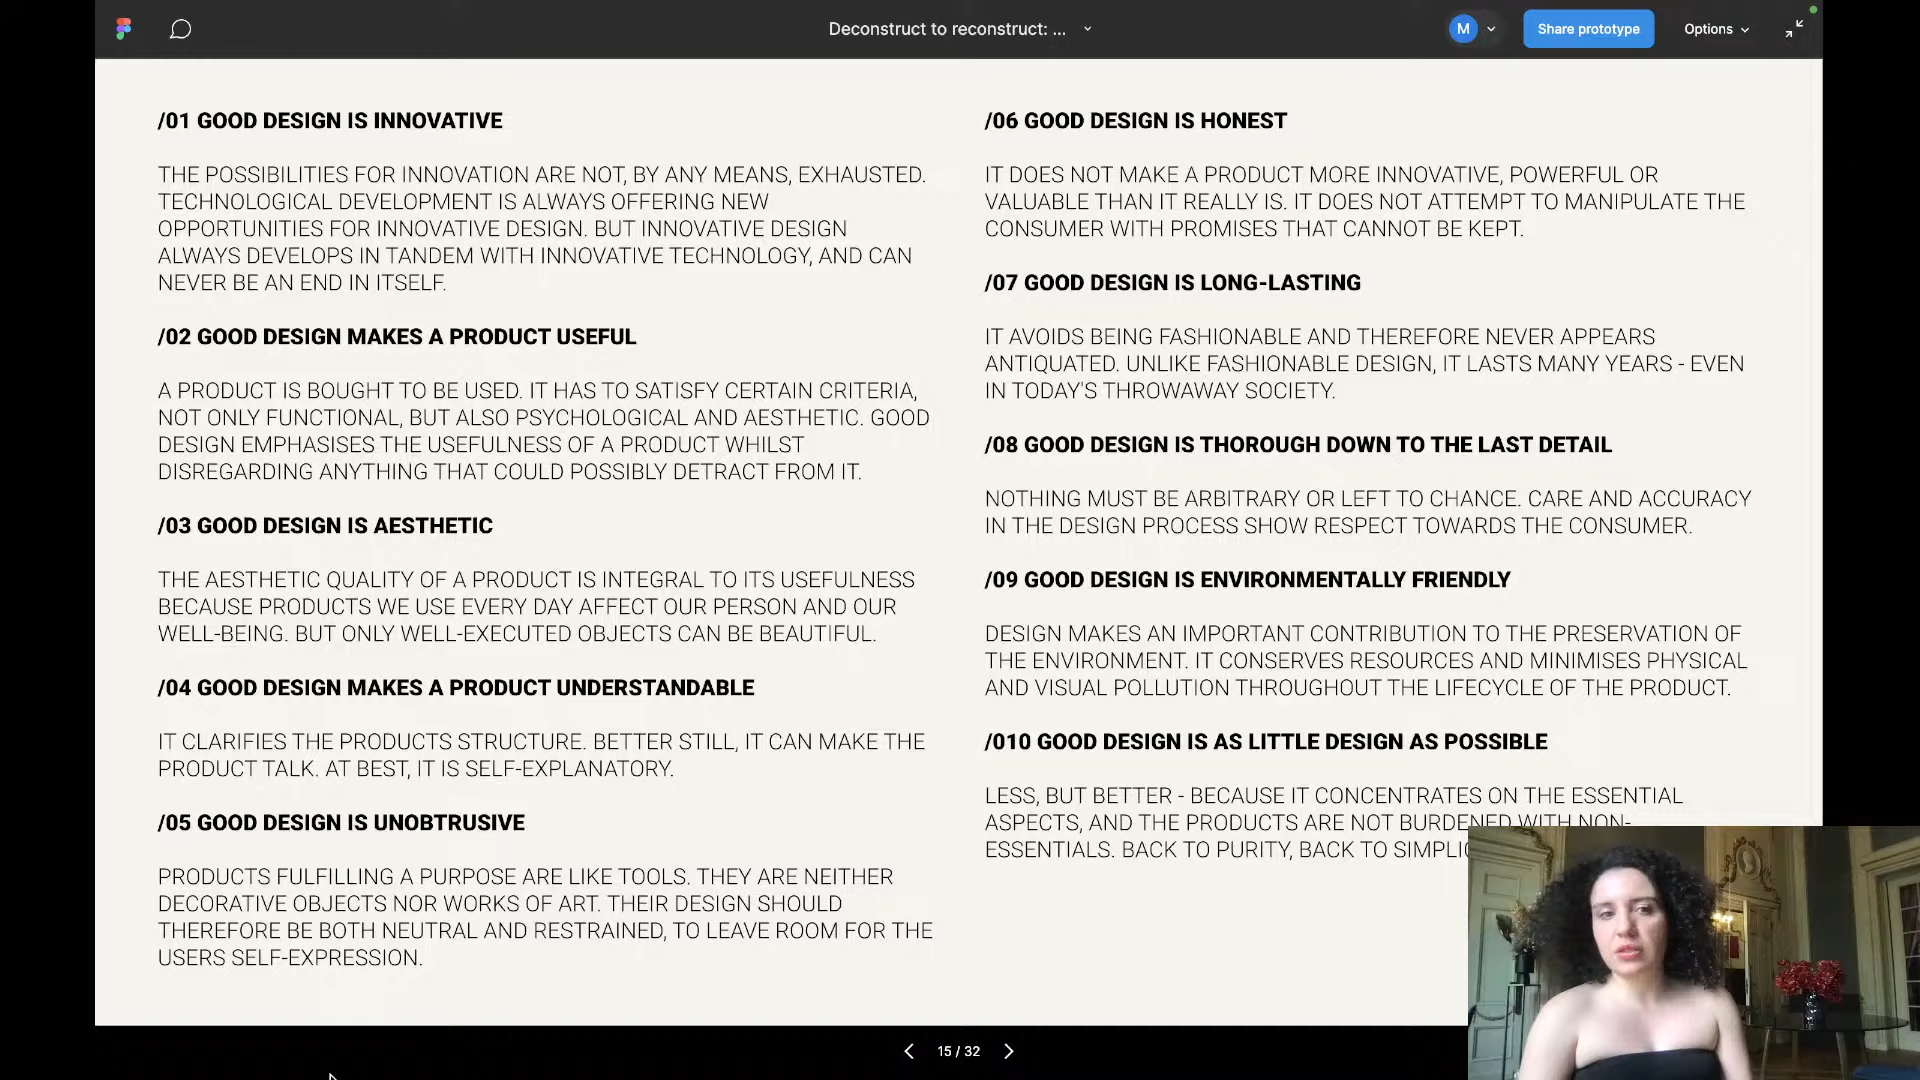 Deconstruct to reconstruct: ...
M
Share prototype
Options
/01 GOOD DESIGN IS INNOVATIVE
THE POSSIBILITIES FOR INNOVATION ARE NOT, BY ANY MEANS, EXHAUSTED.
TECHNOLOGICAL DEVELOPMENT IS ALWAYS OFFERING NEW
OPPORTUNITIES FOR INNOVATIVE DESIGN. BUT INNOVATIVE DESIGN
ALWAYS DEVELOPS IN TANDEM WITH INNOVATIVE TECHNOLOGY, AND CAN
NEVER BE AN END IN ITSELF.
/02 GOOD DESIGN MAKES A PRODUCT USEFUL
A PRODUCT IS BOUGHT TO BE USED. IT HAS TO SATISFY CERTAIN CRITERIA,
NOT ONLY FUNCTIONAL, BUT ALSO PSYCHOLOGICAL AND AESTHETIC. GOOD
DESIGN EMPHASISES THE USEFULNESS OF A PRODUCT WHILST
DISREGARDING ANYTHING THAT COULD POSSIBLY DETRACT FROM IT.
/03 GOOD DESIGN IS AESTHETIC
THE AESTHETIC QUALITY OF A PRODUCT IS INTEGRAL TO ITS USEFULNESS
BECAUSE PRODUCTS WE USE EVERY DAY AFFECT OUR PERSON AND OUR
WELL-BEING. BUT ONLY WELL-EXECUTED OBJECTS CAN BE BEAUTIFUL.
/04 GOOD DESIGN MAKES A PRODUCT UNDERSTANDABLE
IT CLARIFIES THE PRODUCTS STRUCTURE. BETTER STILL, IT CAN MAKE THE
PRODUCT TALK. AT BEST, IT IS SELF-EXPLANATORY.
/05 GOOD DESIGN IS UNOBTRUSIVE
PRODUCTS FULFILLING A PURPOSE ARE LIKE TOOLS. THEY ARE NEITHER
DECORATIVE OBJECTS NOR WORKS OF ART. THEIR DESIGN SHOULD
THEREFORE BE BOTH NEUTRAL AND RESTRAINED, TO LEAVE ROOM FOR THE
USERS SELF-EXPRESSION.
/06 GOOD DESIGN IS HONEST
IT DOES NOT MAKE A PRODUCT MORE INNOVATIVE, POWERFUL OR
VALUABLE THAN IT REALLY IS. IT DOES NOT ATTEMPT TO MANIPULATE THE
CONSUMER WITH PROMISES THAT CANNOT BE KEPT.
/07 GOOD DESIGN IS LONG-LASTING
IT AVOIDS BEING FASHIONABLE AND THEREFORE NEVER APPEARS
ANTIQUATED. UNLIKE FASHIONABLE DESIGN, IT LASTS MANY YEARS - EVEN
IN TODAY'S THROWAWAY SOCIETY.
/08 GOOD DESIGN IS THOROUGH DOWN TO THE LAST DETAIL
NOTHING MUST BE ARBITRARY OR LEFT TO CHANCE. CARE AND ACCURACY
IN THE DESIGN PROCESS SHOW RESPECT TOWARDS THE CONSUMER.
/09 GOOD DESIGN IS ENVIRONMENTALLY FRIENDLY
DESIGN MAKES AN IMPORTANT CONTRIBUTION TO THE PRESERVATION OF
THE ENVIRONMENT. IT CONSERVES RESOURCES AND MINIMISES PHYSICAL
AND VISUAL POLLUTION THROUGHOUT THE LIFECYCLE OF THE PRODUCT.
/010 GOOD DESIGN IS AS LITTLE DESIGN AS POSSIBLE
LESS, BUT BETTER - BECAUSE IT CONCENTRATES ON THE ESSENTIAL
ASPECTS, AND THE PRODUCTS ARE NOT BURDENED WITH NON-
ESSENTIALS. BACK TO PURITY, BACK TO
15 / 32